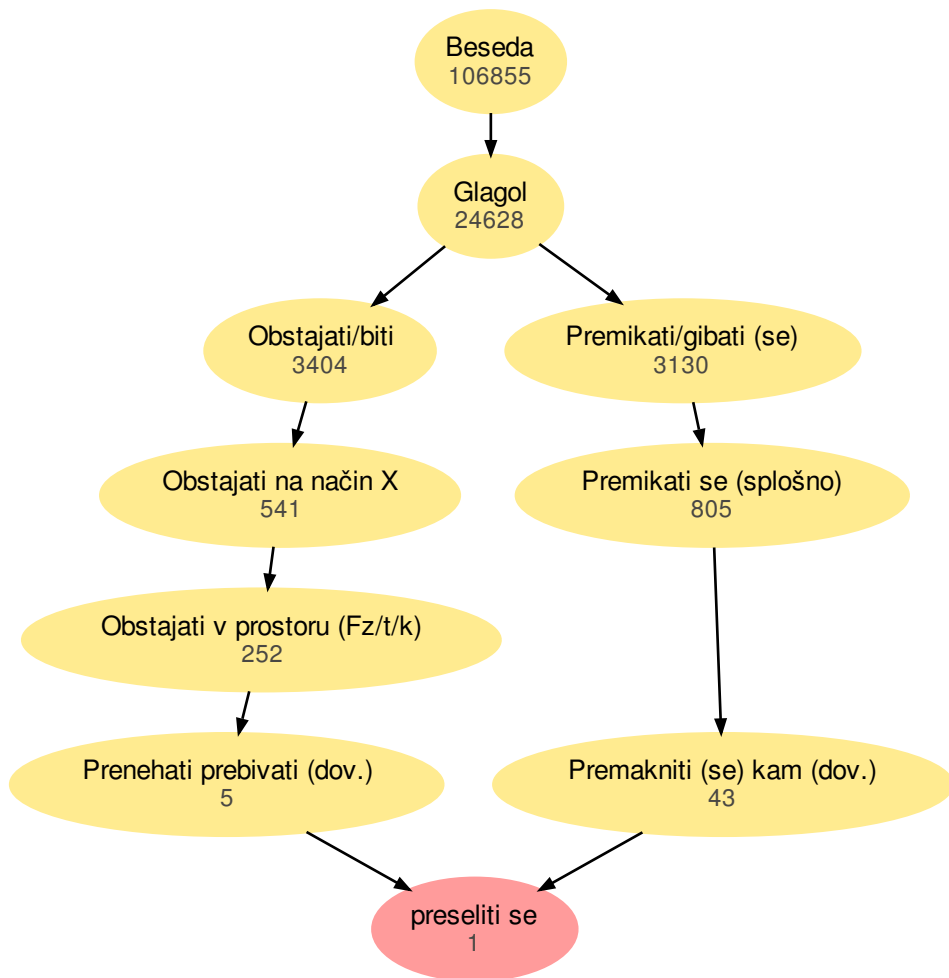 Beseda
106855
Glagol
24628
Obstajati/biti
3404
Premikati/gibati (se)
3130
Obstajati na način X
541
Premikati se (splošno)
805
Obstajati v prostoru (Fz/t/k)
252
Prenehati prebivati (dov.)
5
Premakniti (se) kam (dov.)
43
preseliti se
1